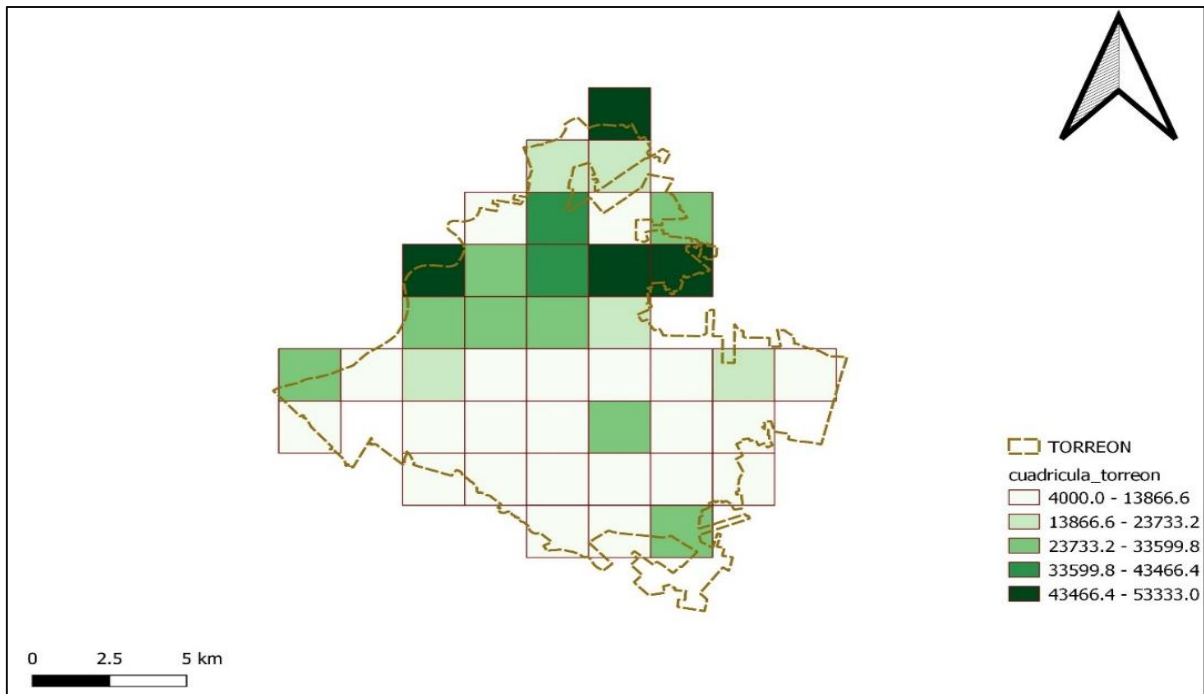 TORREON
cuadricula_torreon
4000.0 - 13866.6
13866.6 - 23733.2
23733.2 - 33599.8
33599.8 - 43466.4
43466.4 - 53333.0
0 2.5 5 km